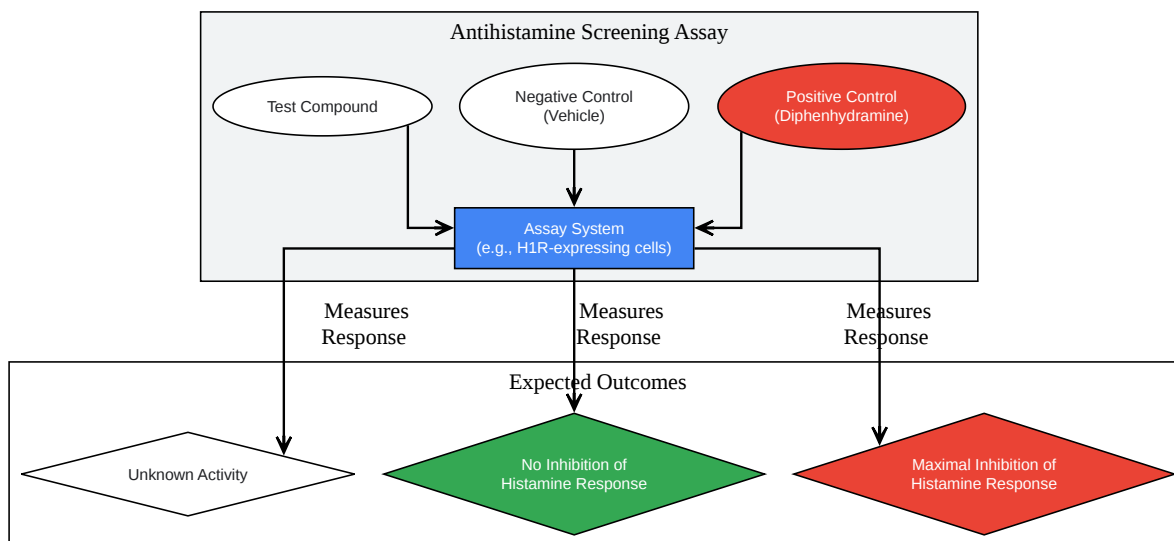 Antihistamine Screening Assay
Test Compound
Negative Control
(Vehicle)
Positive Control
(Diphenhydramine)
Assay System
(e.g., H1R-expressing cells)
Measures
Response
Measures
Response
Measures
Response
Expected Outcomes
Unknown Activity
No Inhibition of
Histamine Response
Maximal Inhibition of
Histamine Response